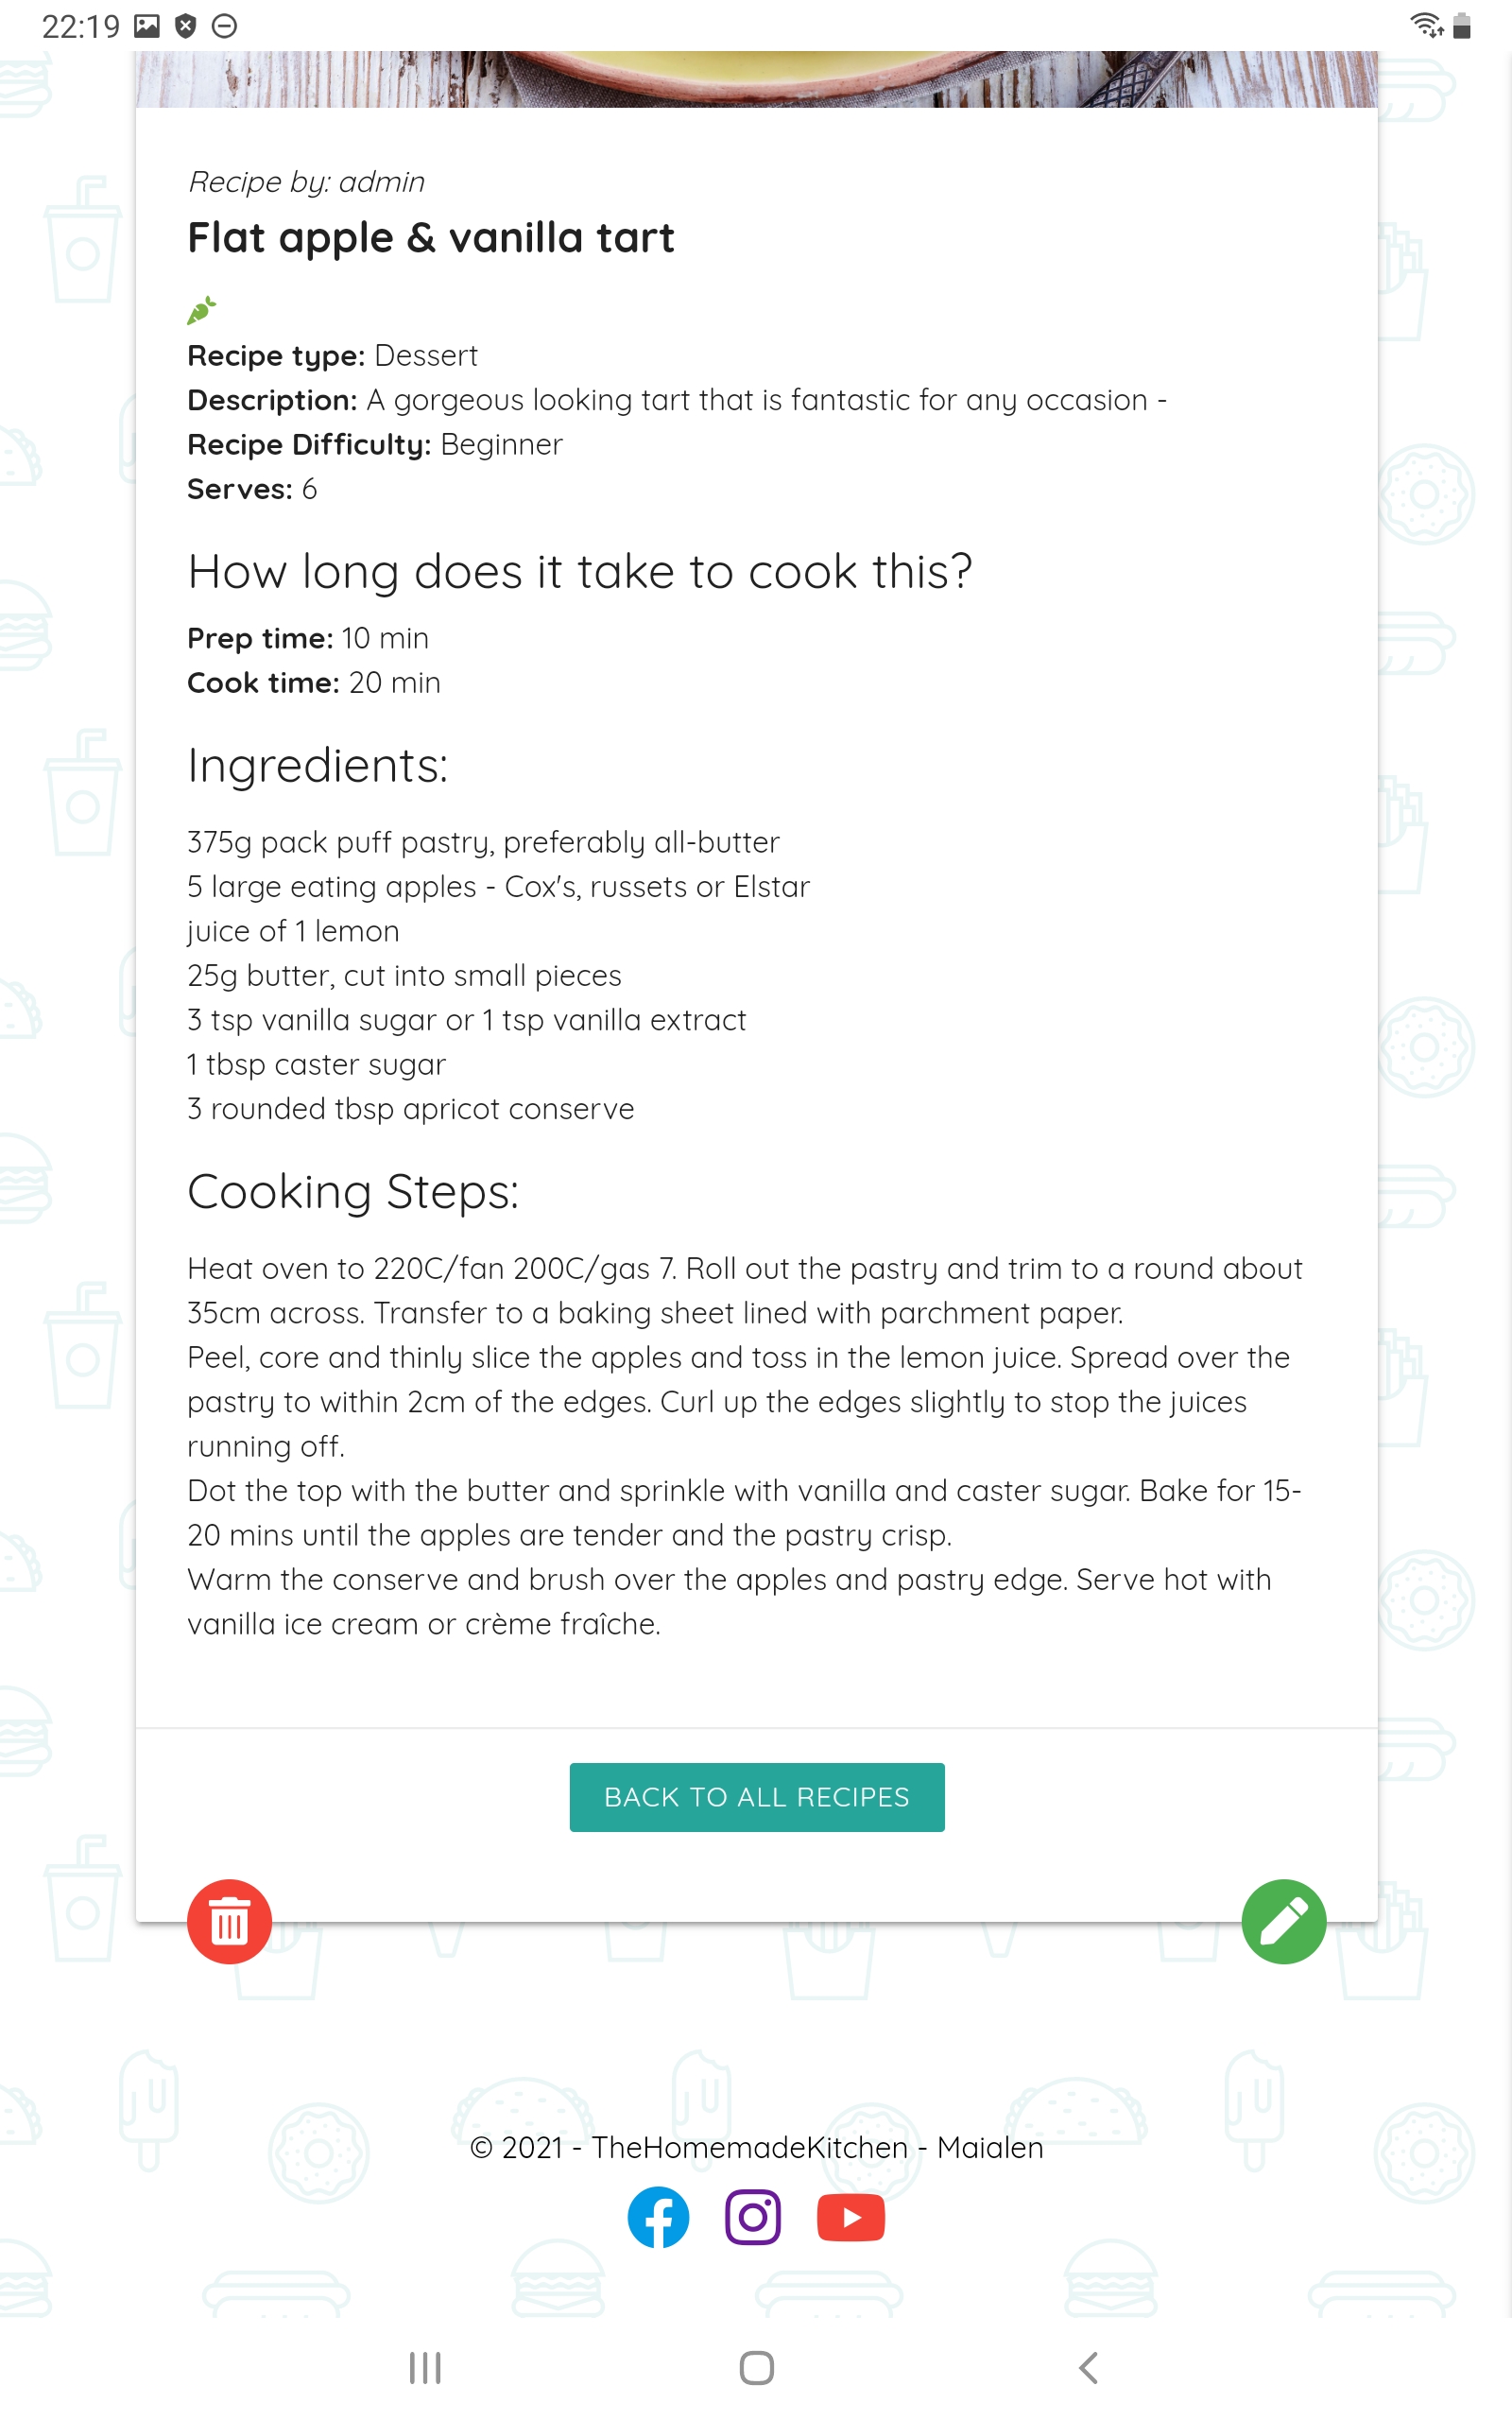 22:19
Recipe by: admin
Flat apple & vanilla tart
Recipe type: Dessert
Description: A gorgeous looking tart that is fantastic for any occasion -
Recipe Difficulty: Beginner
Serves: 6
How long does it take to cook this?
Prep time: 10 min
Cook time: 20 min
Ingredients:
375g pack puff pastry, preferably all-butter
5 large eating apples - Cox's, russets or Elstar
juice of 1 lemon
25g butter, cut into small pieces
3 tsp vanilla sugar or 1 tsp vanilla extract
1 tbsp caster sugar
3 rounded tbsp apricot conserve
Cooking Steps:
Heat oven to 220C/fan 200C/gas 7. Roll out the pastry and trim to a round about
35cm across. Transfer to a baking sheet lined with parchment paper.
Peel, core and thinly slice the apples and toss in the lemon juice. Spread over the
pastry to within 2cm of the edges. Curl up the edges slightly to stop the juices
running off.
Dot the top with the butter and sprinkle with vanilla and caster sugar. Bake for 15-
20 mins until the apples are tender and the pastry crisp.
Warm the conserve and brush over the apples and pastry edge. Serve hot with
vanilla ice cream or crème fraîche.
BACK TO ALL RECIPES
© 2021 - TheHomemadeKitchen - Maialen